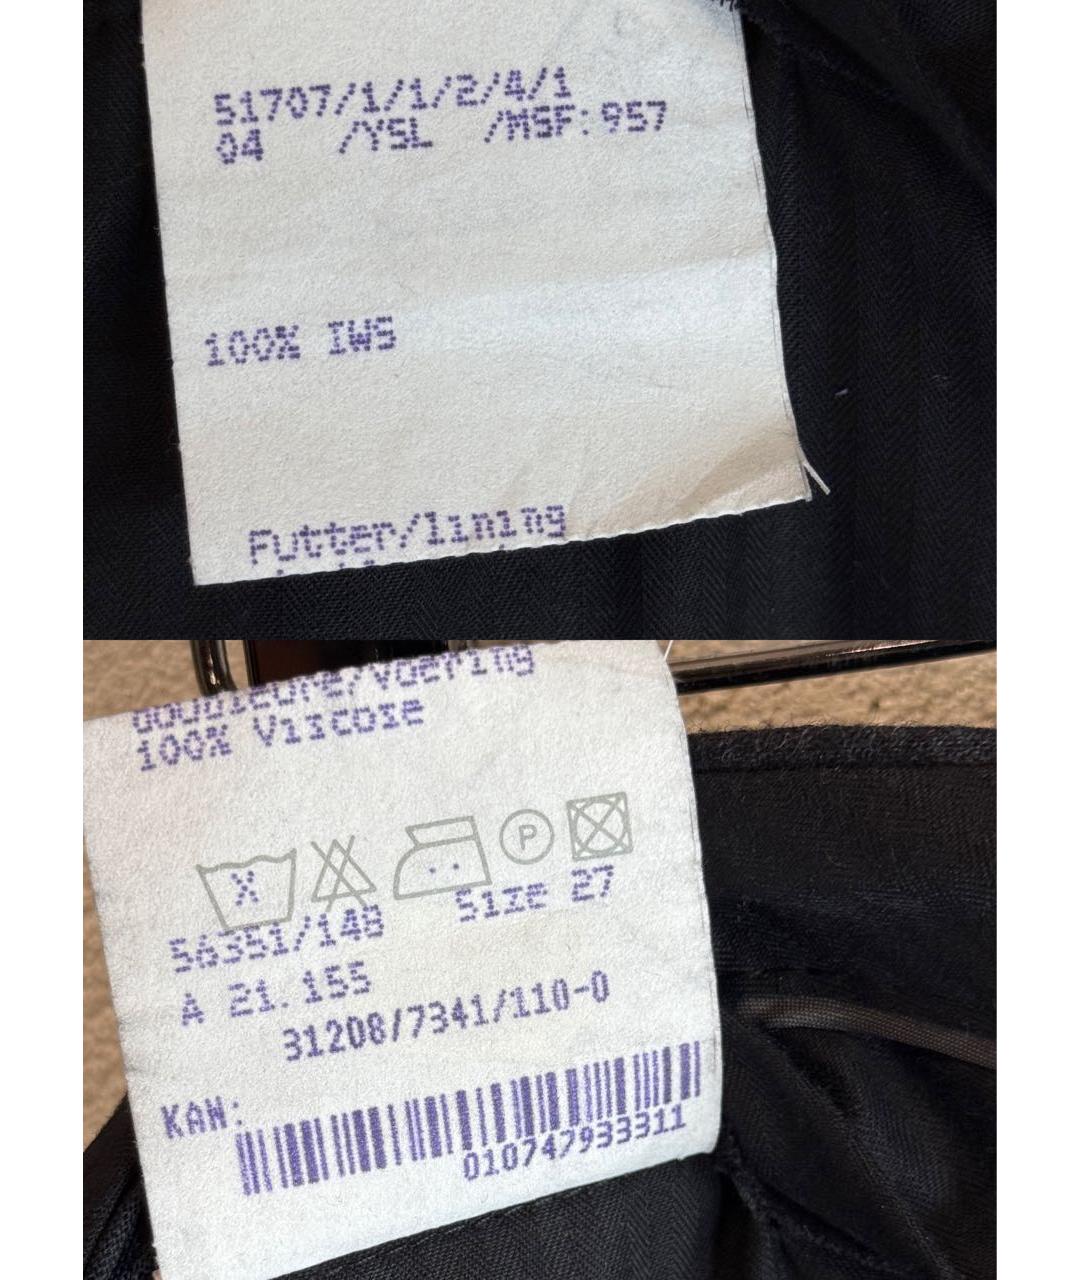 51707/1/1/2/4/1
04 /YSL /MSF:957
100% IWS
Futter/lining
doublure/voering
100% Viscose
X
P
56351/148 Size 27
A 21.155
31208/7341/110-0
KAW:
010747933311